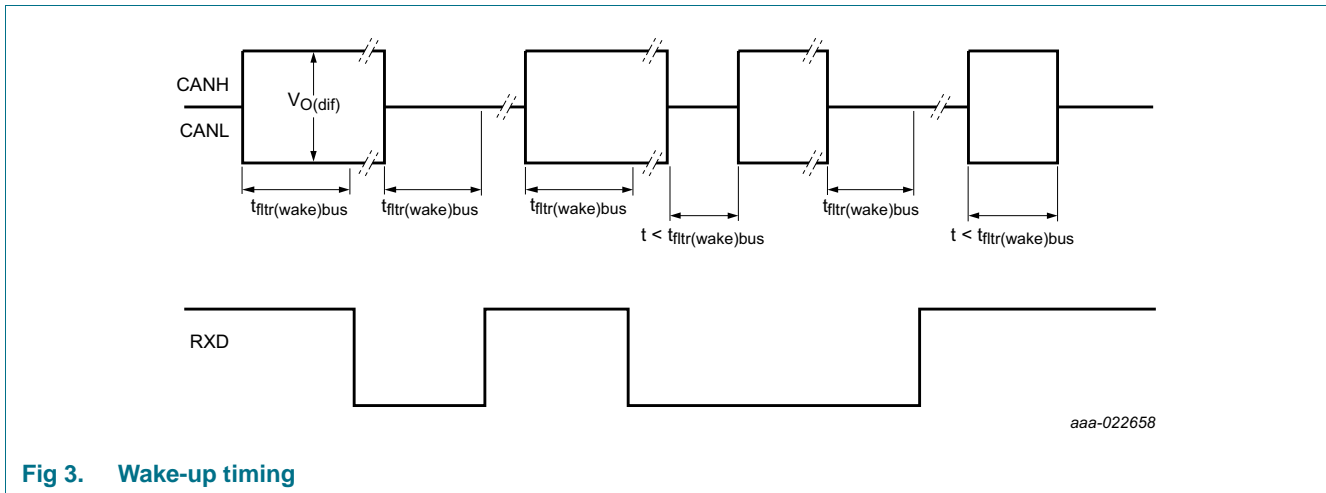 CANH
V_O(dif)
CANL
t_fltr(wake)bus
t_fltr(wake)bus
t_fltr(wake)bus
t < t_fltr(wake)bus
t_fltr(wake)bus
t < t_fltr(wake)bus
RXD
aaa-022658
Fig 3. Wake-up timing